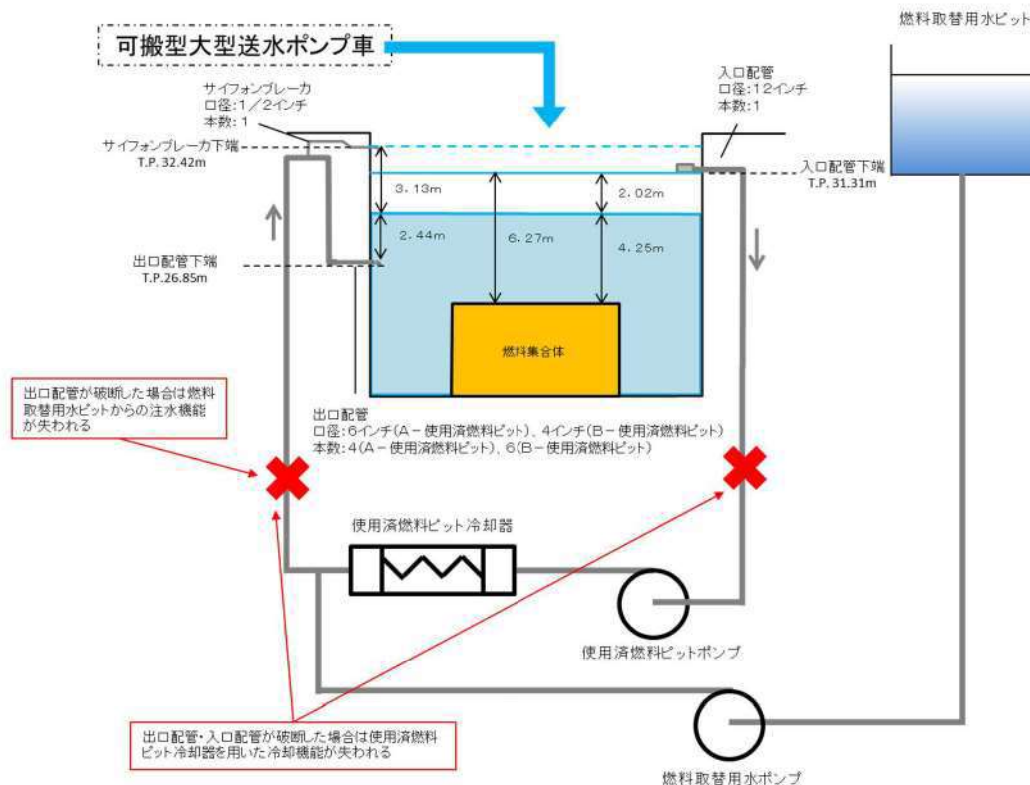 燃料取替用水ピット
可搬型大型送水ポンプ車
サイフォンブレーカ
口径:1/2インチ
本数:1
入口配管
口径:12インチ
本数:1
サイフォンブレーカ下端
T.P. 32.42m
入口配管下端
T.P. 31.31m
3.13m
2.02m
2.44m
6.27m
4.25m
出口配管下端
T.P.26.85m
燃料集合体
出口配管が破断した場合は燃料
取替用水ピットからの注水機能
が失われる
出口配管
口径:6インチ(A-使用済燃料ピット)、4インチ(B-使用済燃料ピット)
本数:4(A-使用済燃料ピット)、6(B-使用済燃料ピット)
使用済燃料ピット冷却器
使用済燃料ピットポンプ
出口配管・入口配管が破断した場合は使用済燃料
ピット冷却器を用いた冷却機能が失われる
燃料取替用水ポンプ